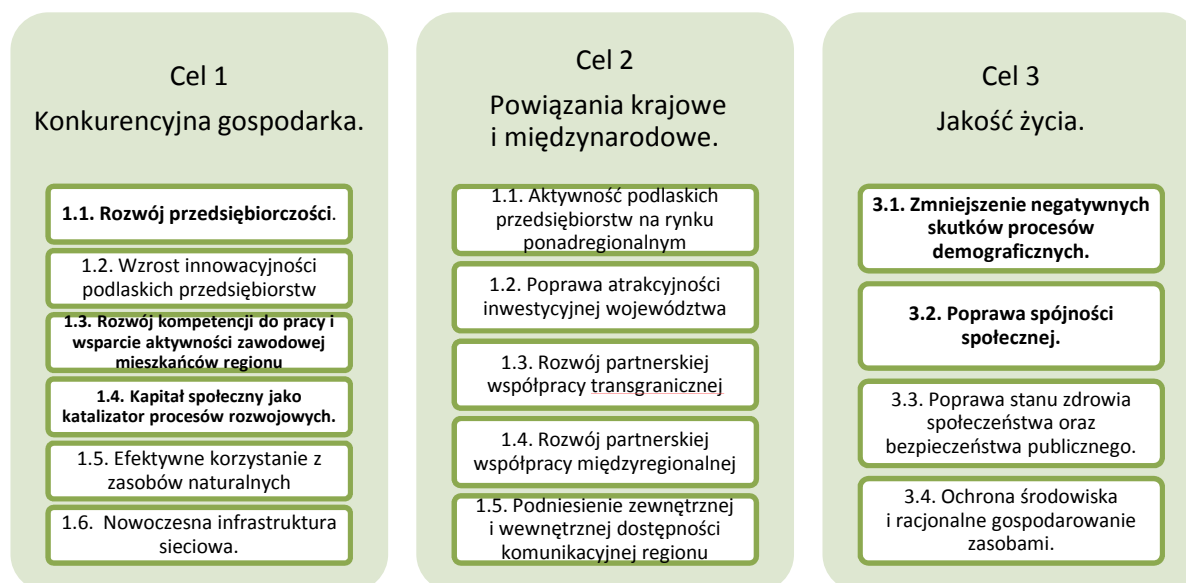 Cel 1
Konkurencyjna gospodarka.
1.1. Rozwój przedsiębiorczości.
1.2. Wzrost innowacyjności
podlaskich przedsiębiorstw
1.3. Rozwój kompetencji do pracy i
wsparcie aktywności zawodowej
mieszkańców regionu
1.4. Kapitał społeczny jako
katalizator procesów rozwojowych.
1.5. Efektywne korzystanie z
zasobów naturalnych
1.6. Nowoczesna infrastruktura
sieciowa.
Cel 2
Powiązania krajowe
i międzynarodowe.
1.1. Aktywność podlaskich
przedsiębiorstw na rynku
ponadregionalnym
1.2. Poprawa atrakcyjności
inwestycyjnej województwa
1.3. Rozwój partnerskiej
współpracy transgranicznej
1.4. Rozwój partnerskiej
współpracy międzyregionalnej
1.5. Podniesienie zewnętrznej
i wewnętrznej dostępności
komunikacyjnej regionu
Cel 3
Jakość życia.
3.1. Zmniejszenie negatywnych
skutków procesów
demograficznych.
3.2. Poprawa spójności
społecznej.
3.3. Poprawa stanu zdrowia
społeczeństwa oraz
bezpieczeństwa publicznego.
3.4. Ochrona środowiska
i racjonalne gospodarowanie
zasobami.